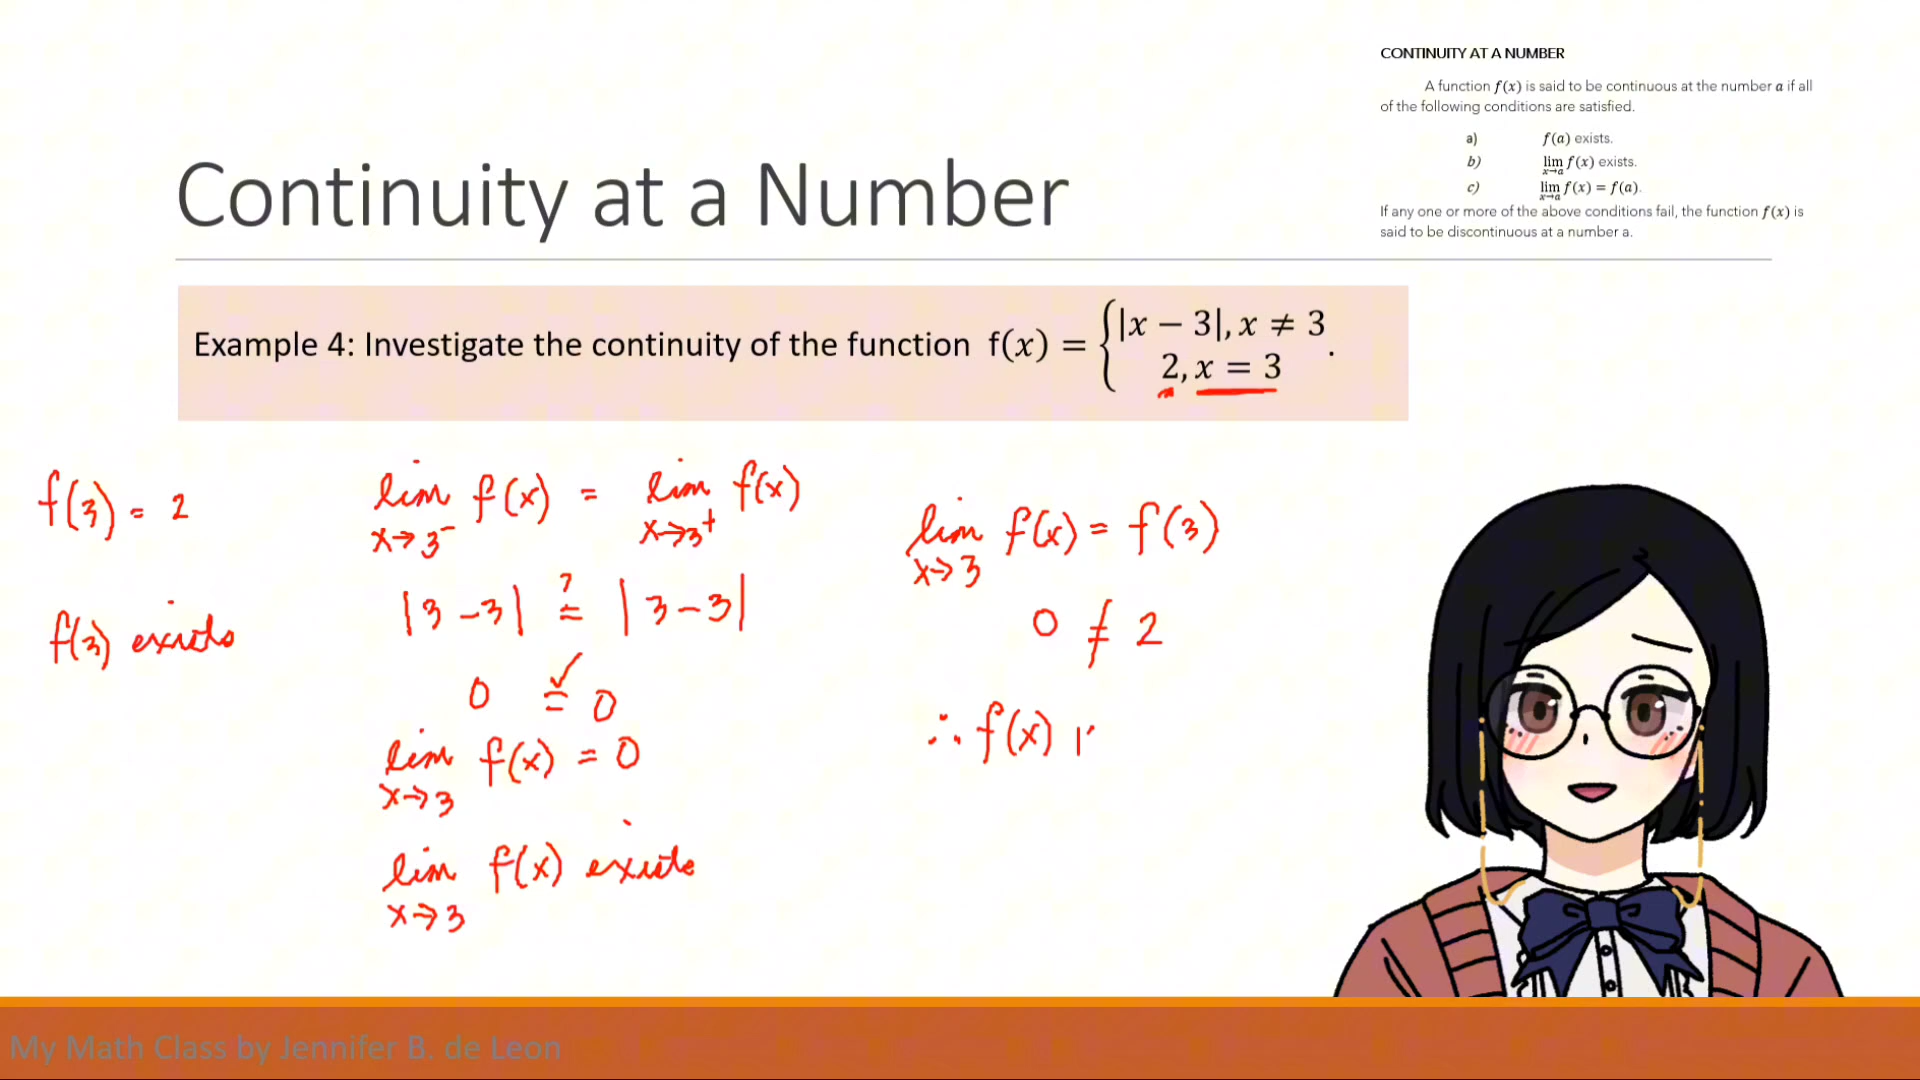 CONTINUITY AT A NUMBER
A function f(x) is said to be continuous at the number a if all
of the following conditions are satisfied.
a) f(a) exists.
b) lim x→a f(x) exists.
c) lim x→a f(x) = f(a).
If any one or more of the above conditions fail, the function f(x) is
said to be discontinuous at a number a.
Continuity at a Number
Example 4: Investigate the continuity of the function f(x) = { |x − 3|, x ≠ 3
2, x = 3 .
f(3) = 2
f(3) exists
lim x→3⁻ f(x) = lim x→3⁺ f(x)
|3 - 3| ≟ |3 - 3|
0 = 0 ✓
lim x→3 f(x) = 0
lim x→3 f(x) exists
lim x→3 f(x) = f(3)
0 ≠ 2
∴ f(x)
My Math Class by Jennifer B. de Leon